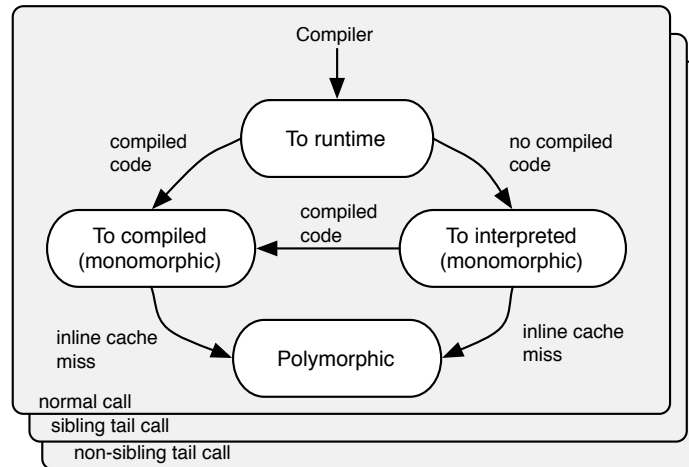 Compiler
To runtime
compiled
code
no compiled
code
compiled
code
To compiled
(monomorphic)
To interpreted
(monomorphic)
inline cache
miss
Polymorphic
inline cache
miss
normal call
sibling tail call
non-sibling tail call